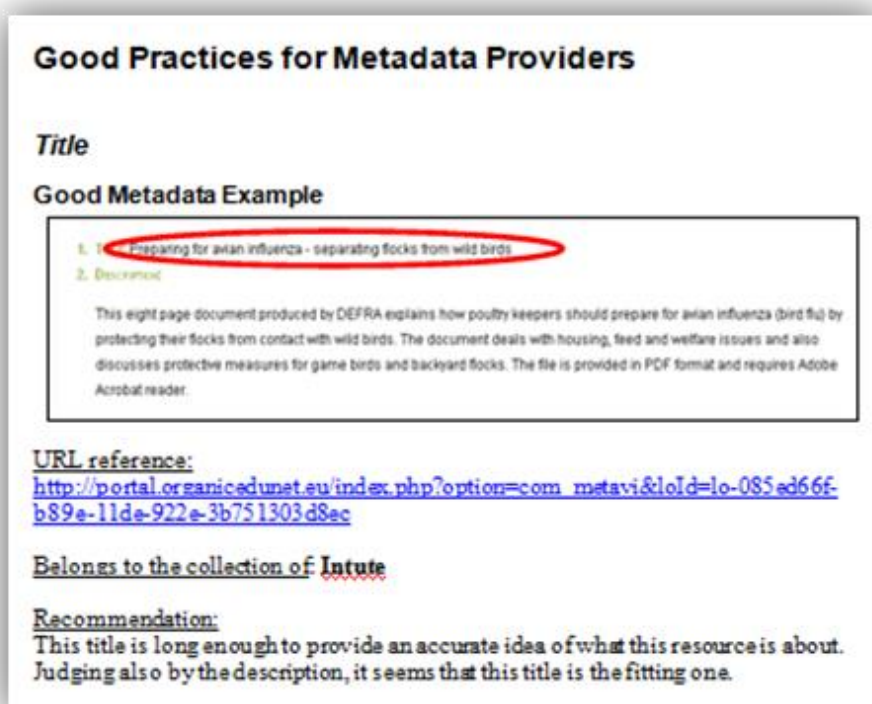 Good Practices for Metadata Providers
Title
Good Metadata Example
1. Preparing for avian influenza - separating flocks from wild birds
2. Description
This eight page document produced by DEFRA explains how poultry keepers should prepare for avian influenza (bird flu) by
protecting their flocks from contact with wild birds. The document deals with housing, feed and welfare issues and also
discusses protective measures for game birds and backyard flocks. The file is provided in PDF format and requires Adobe
Acrobat reader.
URL reference:
http://portal.organicedunet.eu/index.php?option=com_metavi&loId=lo-085ed66f-
b89e-11de-922e-3b751303d8ec
Belongs to the collection of: Intute
Recommendation:
This title is long enough to provide an accurate idea of what this resource is about.
Judging also by the description, it seems that this title is the fitting one.